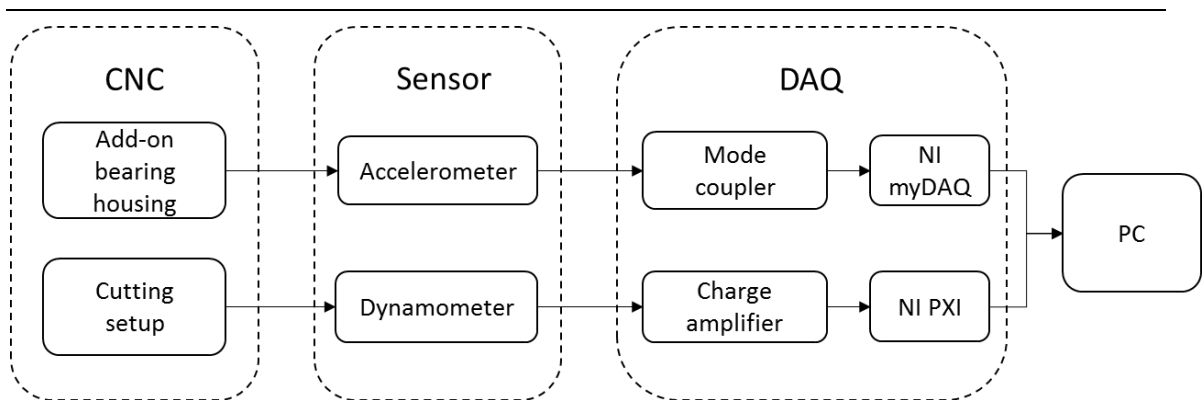 CNC
Sensor
DAQ
Add-on
bearing
housing
Accelerometer
Mode
coupler
NI
myDAQ
PC
Cutting
setup
Dynamometer
Charge
amplifier
NI PXI